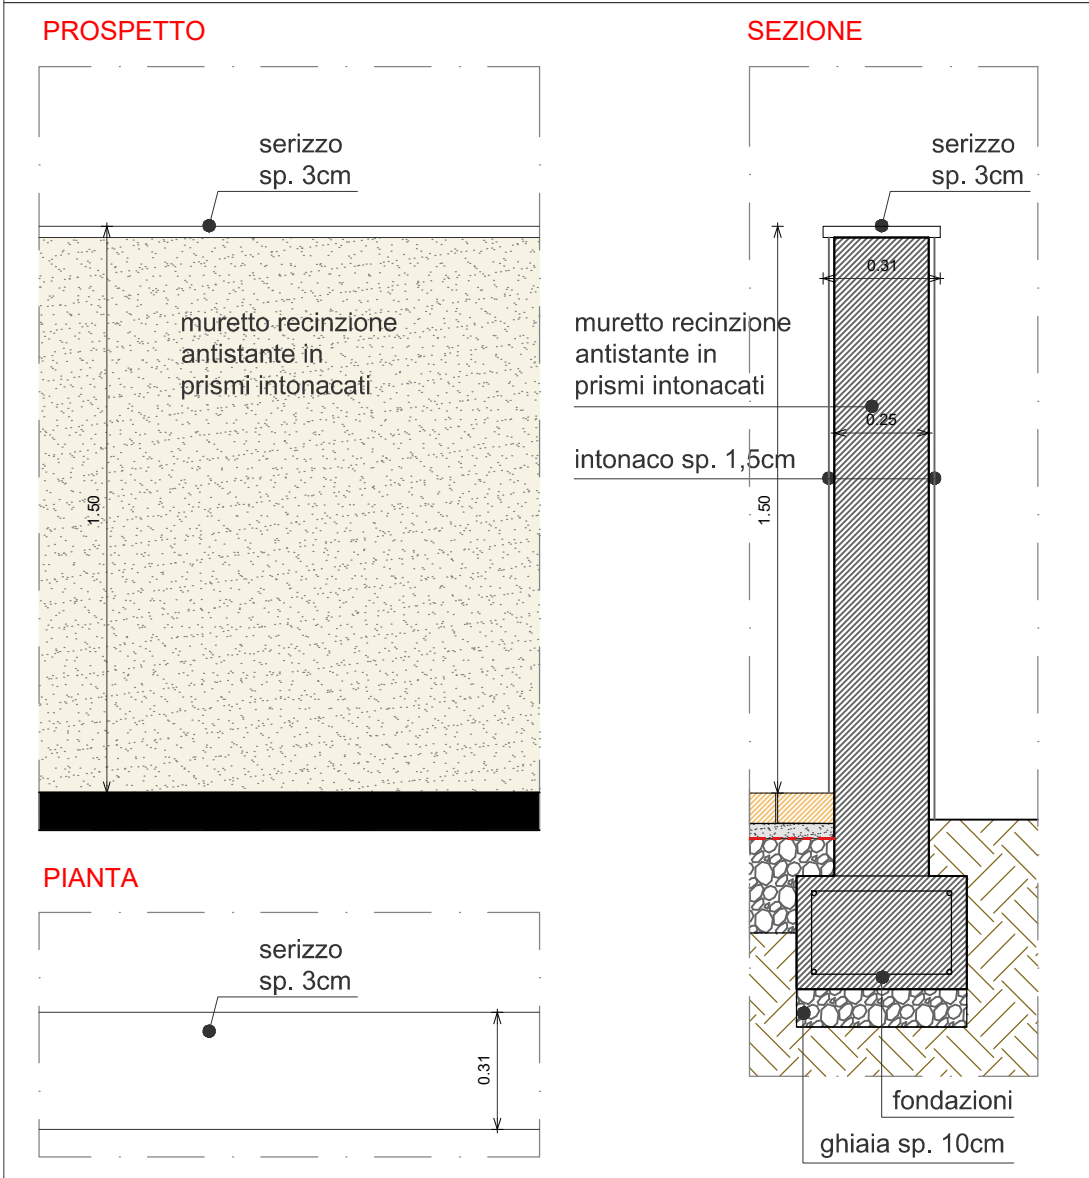 PROSPETTO
serizzo
sp. 3cm
muretto recinzione
antistante in
prismi intonacati
1.50
SEZIONE
serizzo
sp. 3cm
0.31
muretto recinzione
antistante in
prismi intonacati
0.25
intonaco sp. 1,5cm
1.50
fondazioni
ghiaia sp. 10cm
PIANTA
serizzo
sp. 3cm
0.31